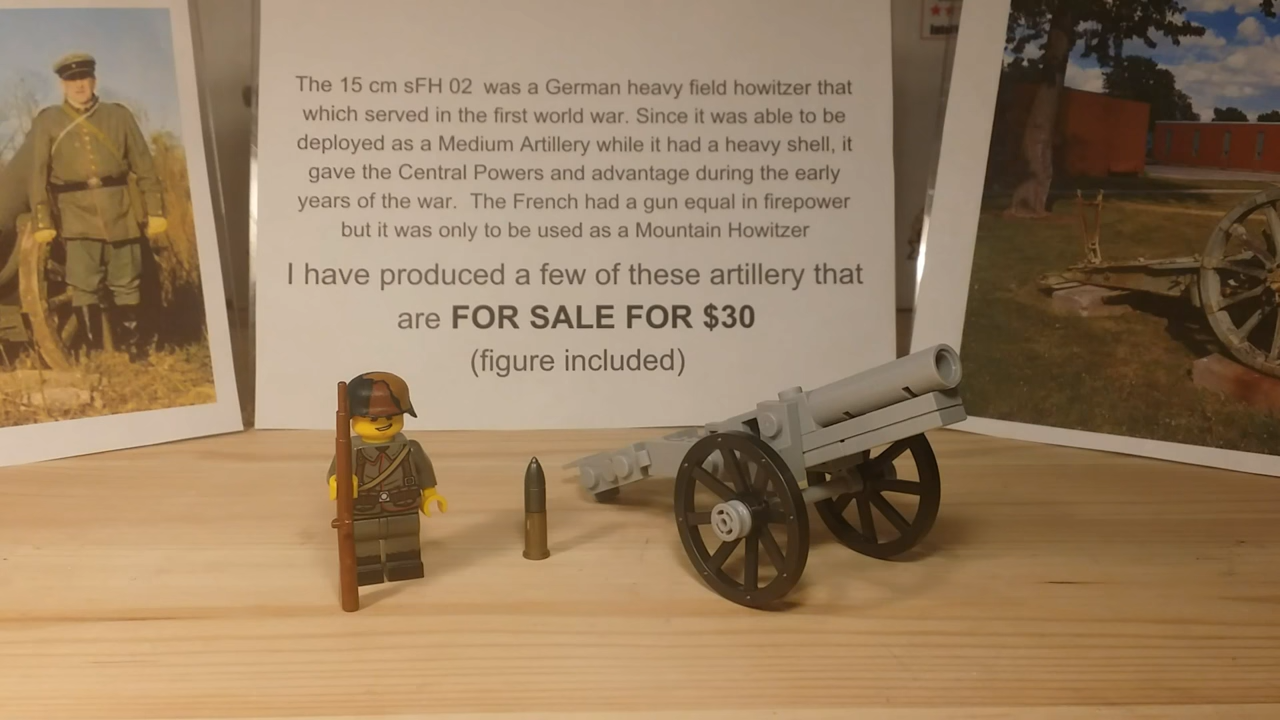 The 15 cm sFH 02  was a German heavy field howitzer that
which served in the first world war. Since it was able to be
deployed as a Medium Artillery while it had a heavy shell, it
gave the Central Powers and advantage during the early
years of the war.  The French had a gun equal in firepower
but it was only to be used as a Mountain Howitzer
I have produced a few of these artillery that
are FOR SALE FOR $30
(figure included)